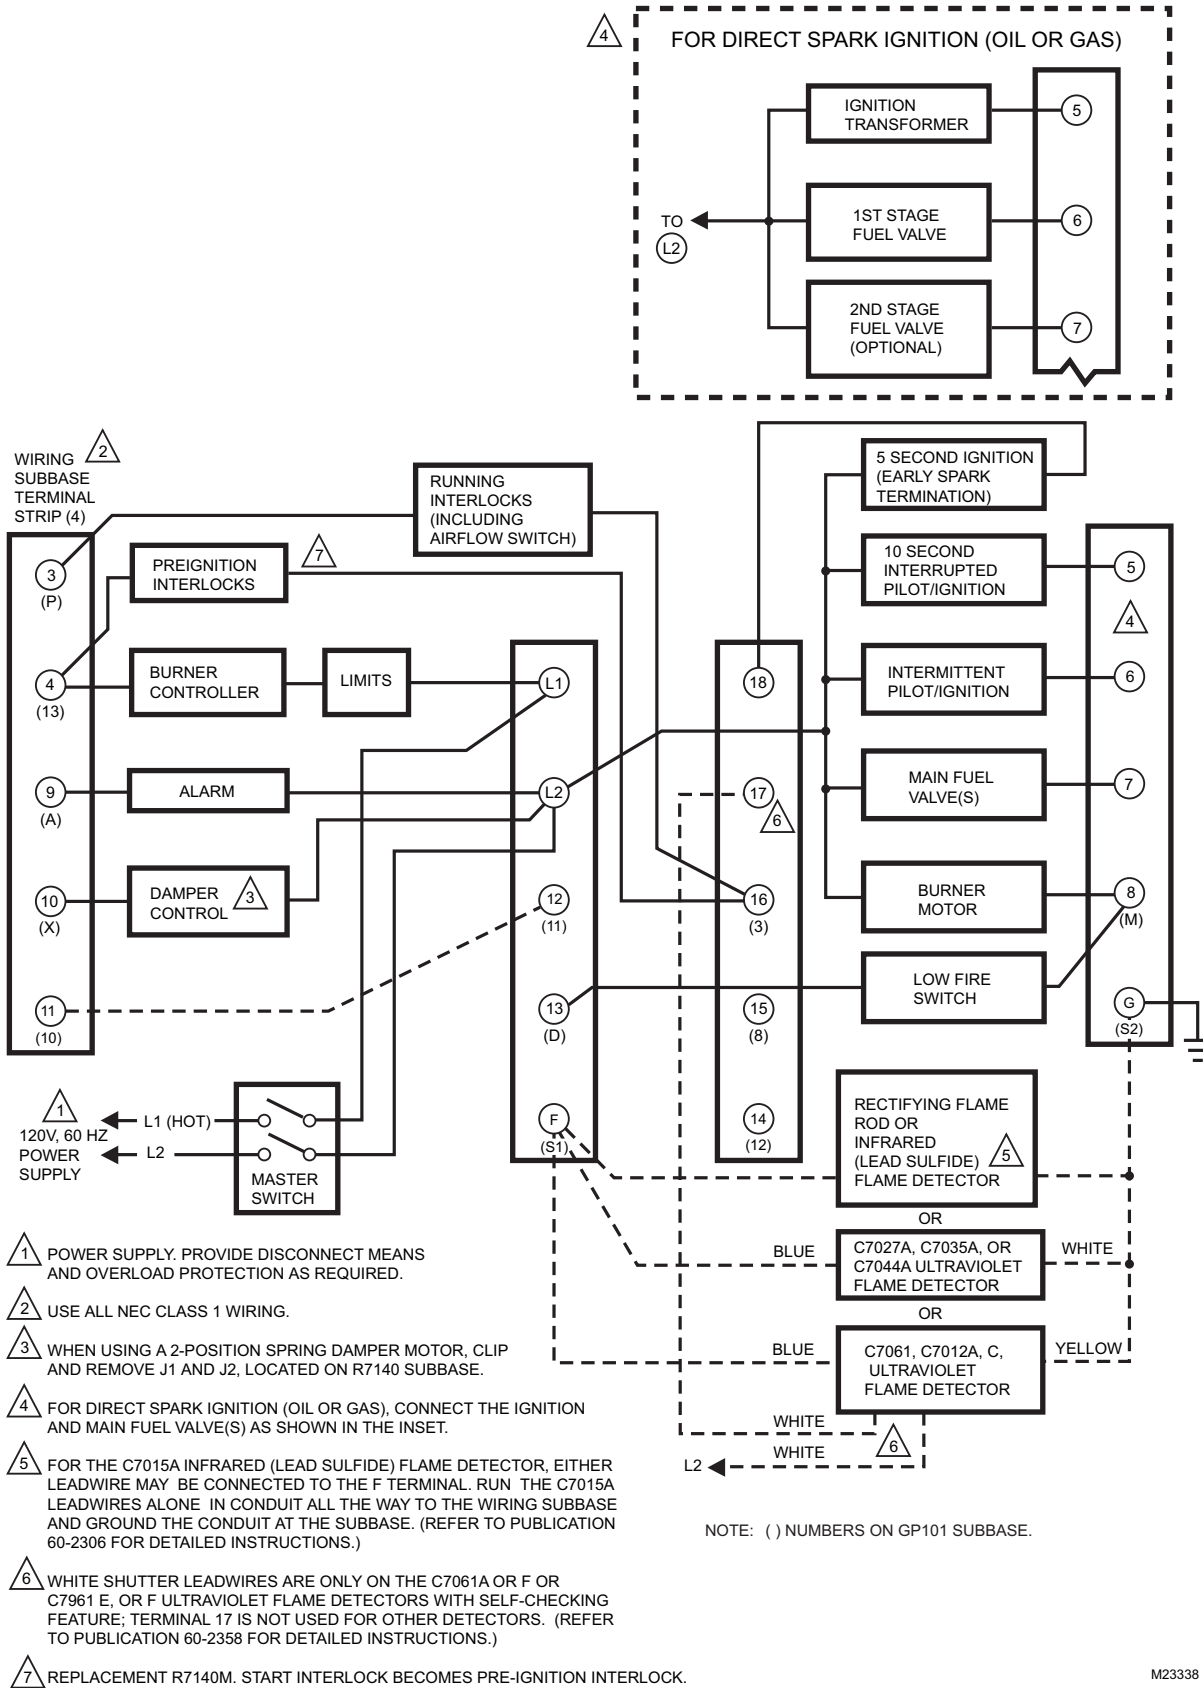 4
FOR DIRECT SPARK IGNITION (OIL OR GAS)
IGNITION
TRANSFORMER
5
1ST STAGE
FUEL VALVE
6
TO
L2
2ND STAGE
FUEL VALVE
(OPTIONAL)
7
WIRING
SUBBASE
TERMINAL
STRIP (4)
2
RUNNING
INTERLOCKS
(INCLUDING
AIRFLOW SWITCH)
5 SECOND IGNITION
(EARLY SPARK
TERMINATION)
3
(P)
PREIGNITION
INTERLOCKS
7
10 SECOND
INTERRUPTED
PILOT/IGNITION
5
4
4
(13)
BURNER
CONTROLLER
LIMITS
L1
18
INTERMITTENT
PILOT/IGNITION
6
9
(A)
ALARM
L2
17
6
MAIN FUEL
VALVE(S)
7
10
(X)
DAMPER
CONTROL
3
12
(11)
16
(3)
BURNER
MOTOR
8
(M)
11
(10)
13
(D)
15
(8)
LOW FIRE
SWITCH
G
(S2)
1
120V, 60 HZ
POWER
SUPPLY
L1 (HOT)
L2
MASTER
SWITCH
F
(S1)
14
(12)
RECTIFYING FLAME
ROD OR
INFRARED
(LEAD SULFIDE)
FLAME DETECTOR
5
OR
BLUE
C7027A, C7035A, OR
C7044A ULTRAVIOLET
FLAME DETECTOR
WHITE
OR
BLUE
C7061, C7012A, C,
ULTRAVIOLET
FLAME DETECTOR
YELLOW
WHITE
6
L2
WHITE
1 POWER SUPPLY. PROVIDE DISCONNECT MEANS
AND OVERLOAD PROTECTION AS REQUIRED.
2 USE ALL NEC CLASS 1 WIRING.
3 WHEN USING A 2-POSITION SPRING DAMPER MOTOR, CLIP
AND REMOVE J1 AND J2, LOCATED ON R7140 SUBBASE.
4 FOR DIRECT SPARK IGNITION (OIL OR GAS), CONNECT THE IGNITION
AND MAIN FUEL VALVE(S) AS SHOWN IN THE INSET.
5 FOR THE C7015A INFRARED (LEAD SULFIDE) FLAME DETECTOR, EITHER
LEADWIRE MAY BE CONNECTED TO THE F TERMINAL. RUN THE C7015A
LEADWIRES ALONE IN CONDUIT ALL THE WAY TO THE WIRING SUBBASE
AND GROUND THE CONDUIT AT THE SUBBASE. (REFER TO PUBLICATION
60-2306 FOR DETAILED INSTRUCTIONS.)
6 WHITE SHUTTER LEADWIRES ARE ONLY ON THE C7061A OR F OR
C7961 E, OR F ULTRAVIOLET FLAME DETECTORS WITH SELF-CHECKING
FEATURE; TERMINAL 17 IS NOT USED FOR OTHER DETECTORS. (REFER
TO PUBLICATION 60-2358 FOR DETAILED INSTRUCTIONS.)
7 REPLACEMENT R7140M. START INTERLOCK BECOMES PRE-IGNITION INTERLOCK.
NOTE: ( ) NUMBERS ON GP101 SUBBASE.
M23338